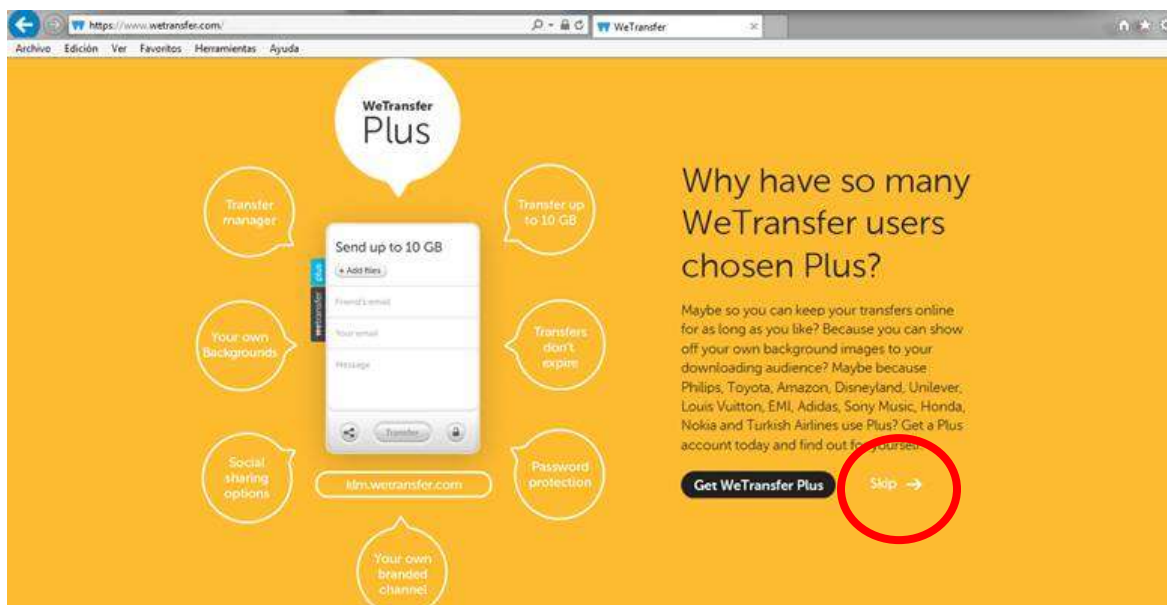 https://www.wetransfer.com/
WeTransfer
Archivo Edición Ver Favoritos Herramientas Ayuda
WeTransfer
Plus
Transfer
manager
Transfer up
to 10 GB
Send up to 10 GB
+ Add files
Friend's email
Your email
Message
Transfer
plus
wetransfer
Your own
Backgrounds
Transfers
don't
expire
Social
sharing
options
klm.wetransfer.com
Password
protection
Your own
branded
channel
Why have so many
WeTransfer users
chosen Plus?
Maybe so you can keep your transfers online
for as long as you like? Because you can show
off your own background images to your
downloading audience? Maybe because
Philips, Toyota, Amazon, Disneyland, Unilever,
Louis Vuitton, EMI, Adidas, Sony Music, Honda,
Nokia and Turkish Airlines use Plus? Get a Plus
account today and find out for yourself.
Get WeTransfer Plus
Skip →